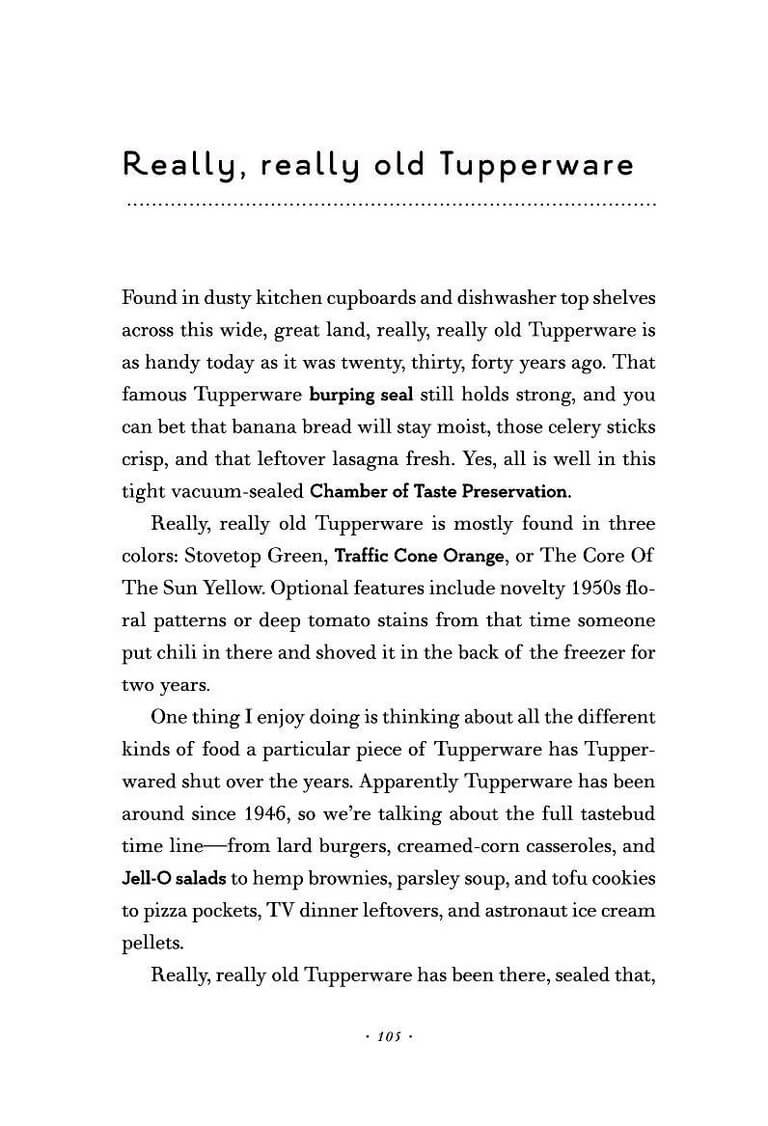 Really, really old Tupperware
Found in dusty kitchen cupboards and dishwasher top shelves
across this wide, great land, really, really old Tupperware is
as handy today as it was twenty, thirty, forty years ago. That
famous Tupperware burping seal still holds strong, and you
can bet that banana bread will stay moist, those celery sticks
crisp, and that leftover lasagna fresh. Yes, all is well in this
tight vacuum-sealed Chamber of Taste Preservation.
Really, really old Tupperware is mostly found in three
colors: Stovetop Green, Traffic Cone Orange, or The Core Of
The Sun Yellow. Optional features include novelty 1950s flo-
ral patterns or deep tomato stains from that time someone
put chili in there and shoved it in the back of the freezer for
two years.
One thing I enjoy doing is thinking about all the different
kinds of food a particular piece of Tupperware has Tupper-
wared shut over the years. Apparently Tupperware has been
around since 1946, so we’re talking about the full tastebud
time line—from lard burgers, creamed-corn casseroles, and
Jell-O salads to hemp brownies, parsley soup, and tofu cookies
to pizza pockets, TV dinner leftovers, and astronaut ice cream
pellets.
Really, really old Tupperware has been there, sealed that,
· 105 ·